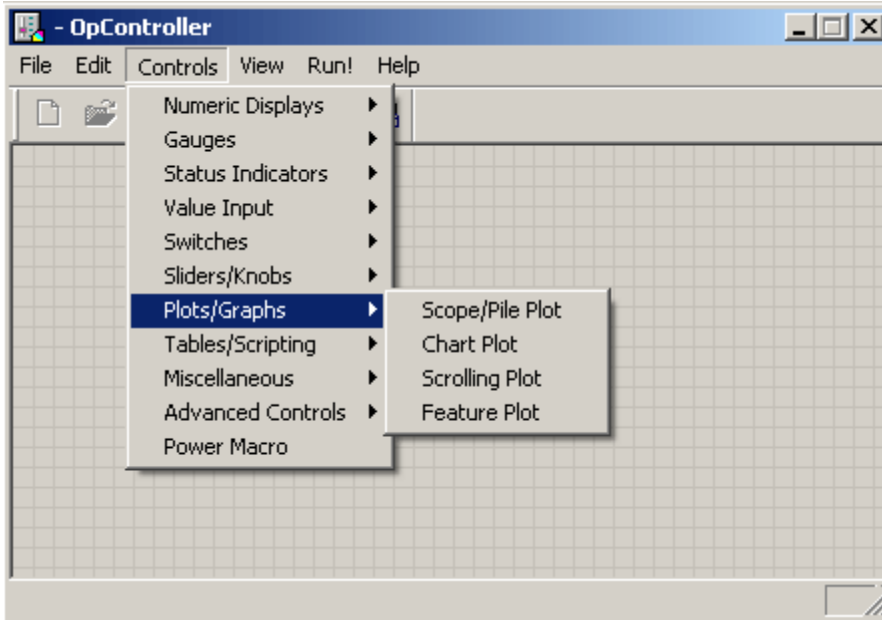 - OpController
File Edit Controls View Run! Help
Numeric Displays
Gauges
Status Indicators
Value Input
Switches
Sliders/Knobs
Plots/Graphs
Tables/Scripting
Miscellaneous
Advanced Controls
Power Macro
Scope/Pile Plot
Chart Plot
Scrolling Plot
Feature Plot